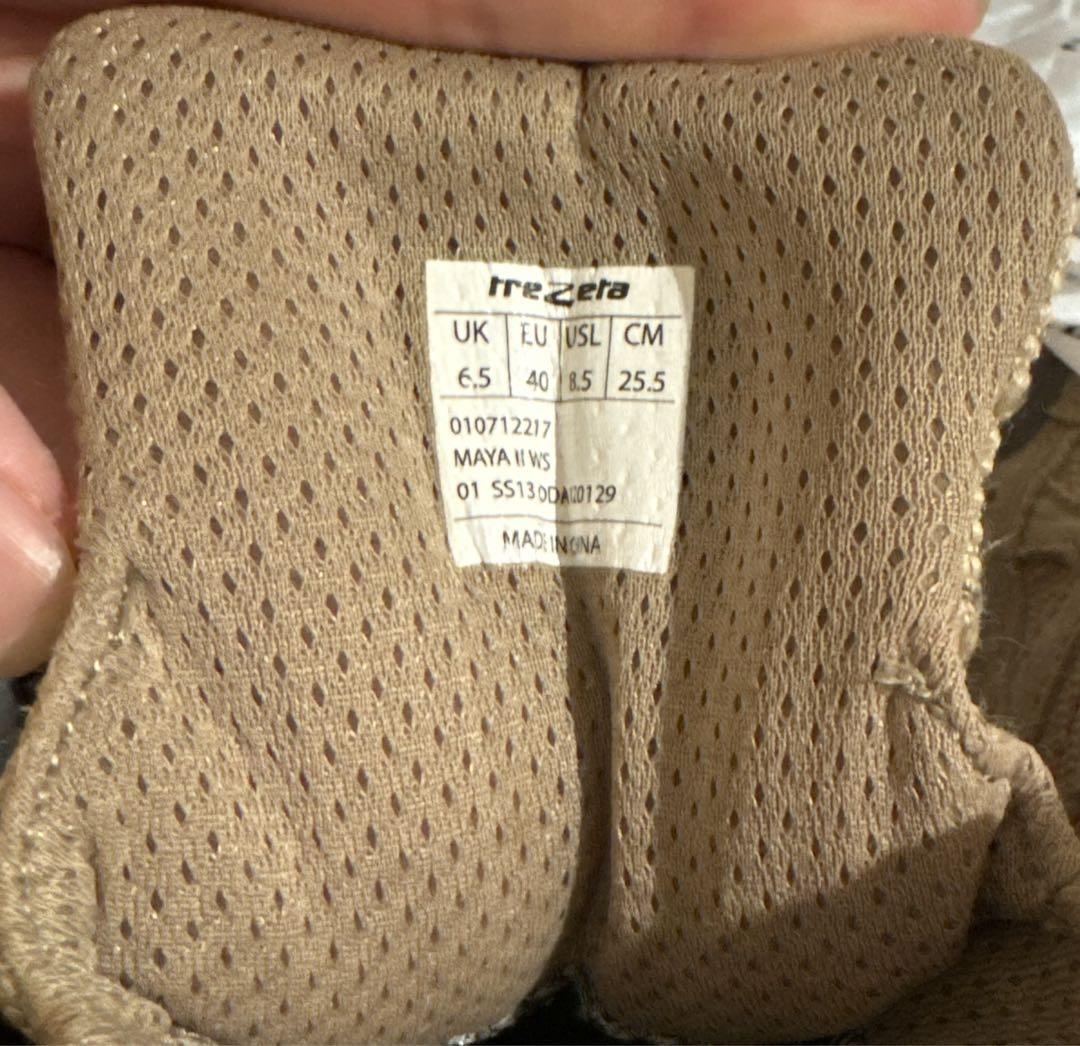 treZeta
UK EU USL CM
6.5 40 8.5 25.5
010712217
MAYA II WS
01
MADE IN